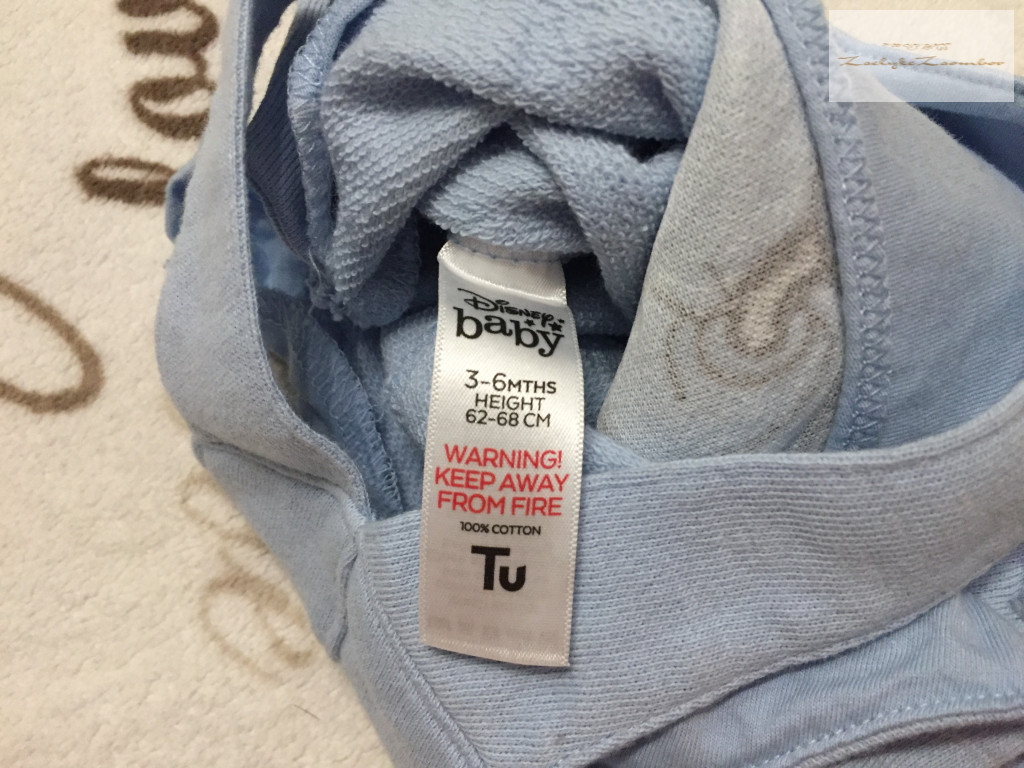 Disney
baby
3-6MTHS
HEIGHT
62-68 CM
WARNING!
KEEP AWAY
FROM FIRE
100% COTTON
Tu